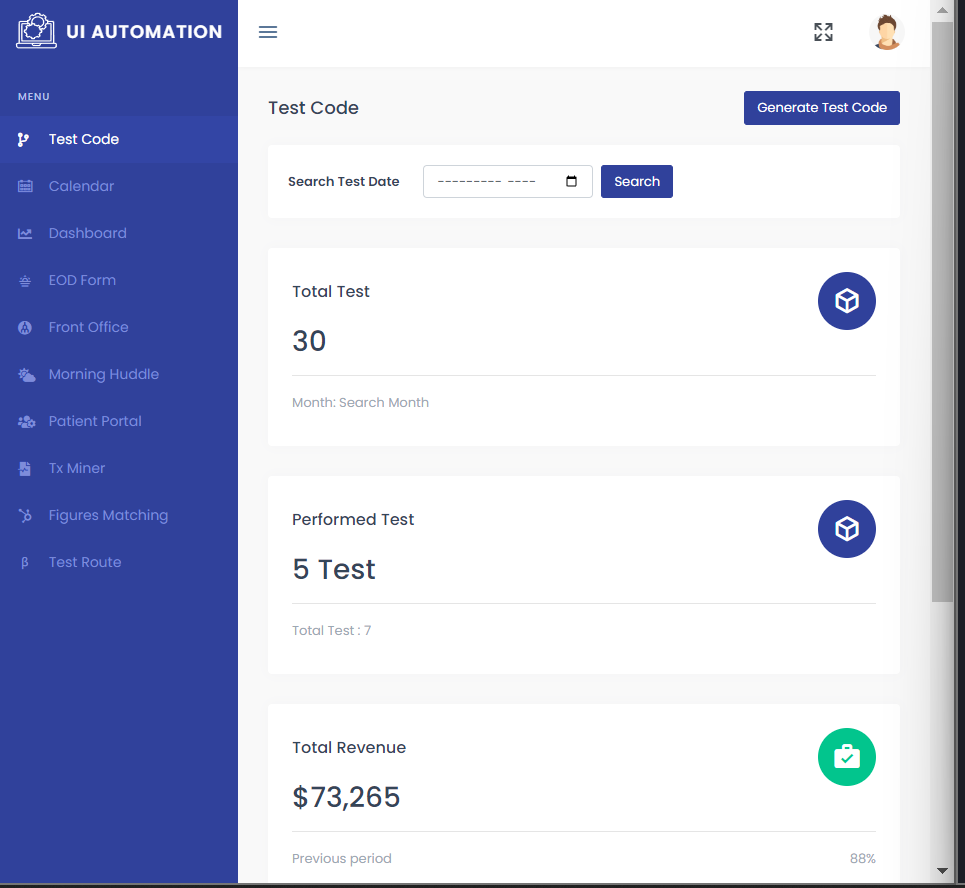 UI AUTOMATION
MENU
Test Code
Calendar
Dashboard
EOD Form
Front Office
Morning Huddle
Patient Portal
Tx Miner
Figures Matching
β Test Route
Test Code
Generate Test Code
Search Test Date
--------- ----
Search
Total Test
30
Month: Search Month
Performed Test
5 Test
Total Test : 7
Total Revenue
$73,265
Previous period 88%